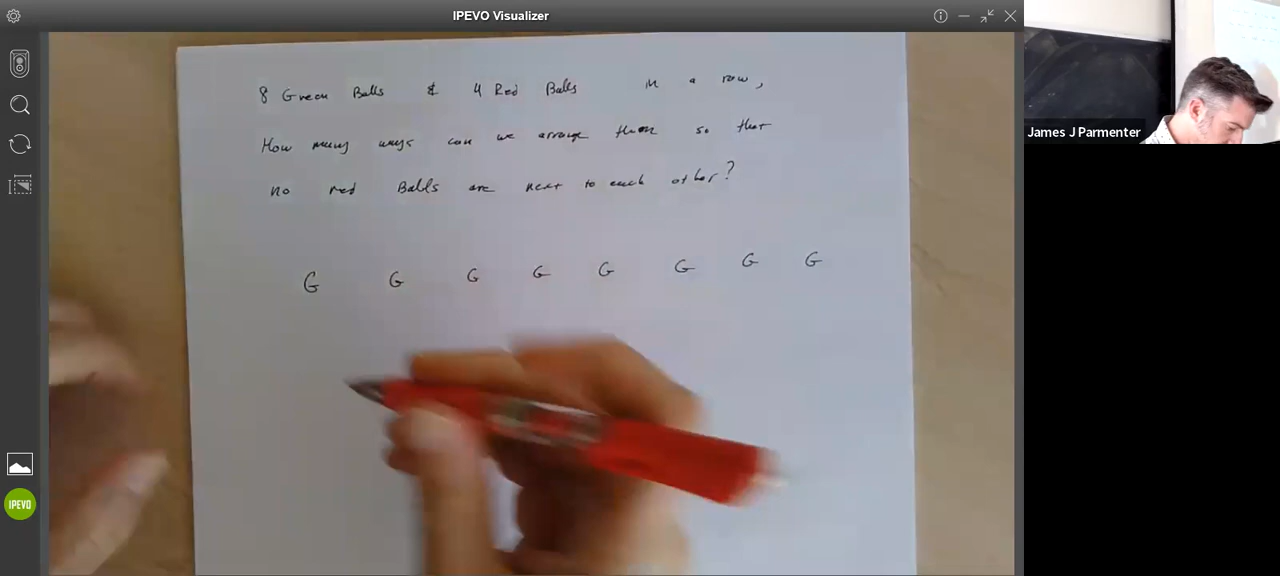 IPEVO Visualizer
8 Green Balls & 4 Red Balls in a row,
How many ways can we arrange them so that
no red Balls are next to each other?
G G G G G G G G
James J Parmenter
IPEVO